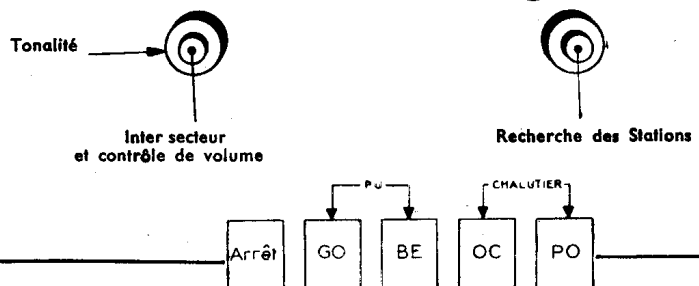 Tonalité
Inter secteur
et contrôle de volume
Recherche des Stations
PU
CHALUTIER
Arrêt
GO
BE
OC
PO